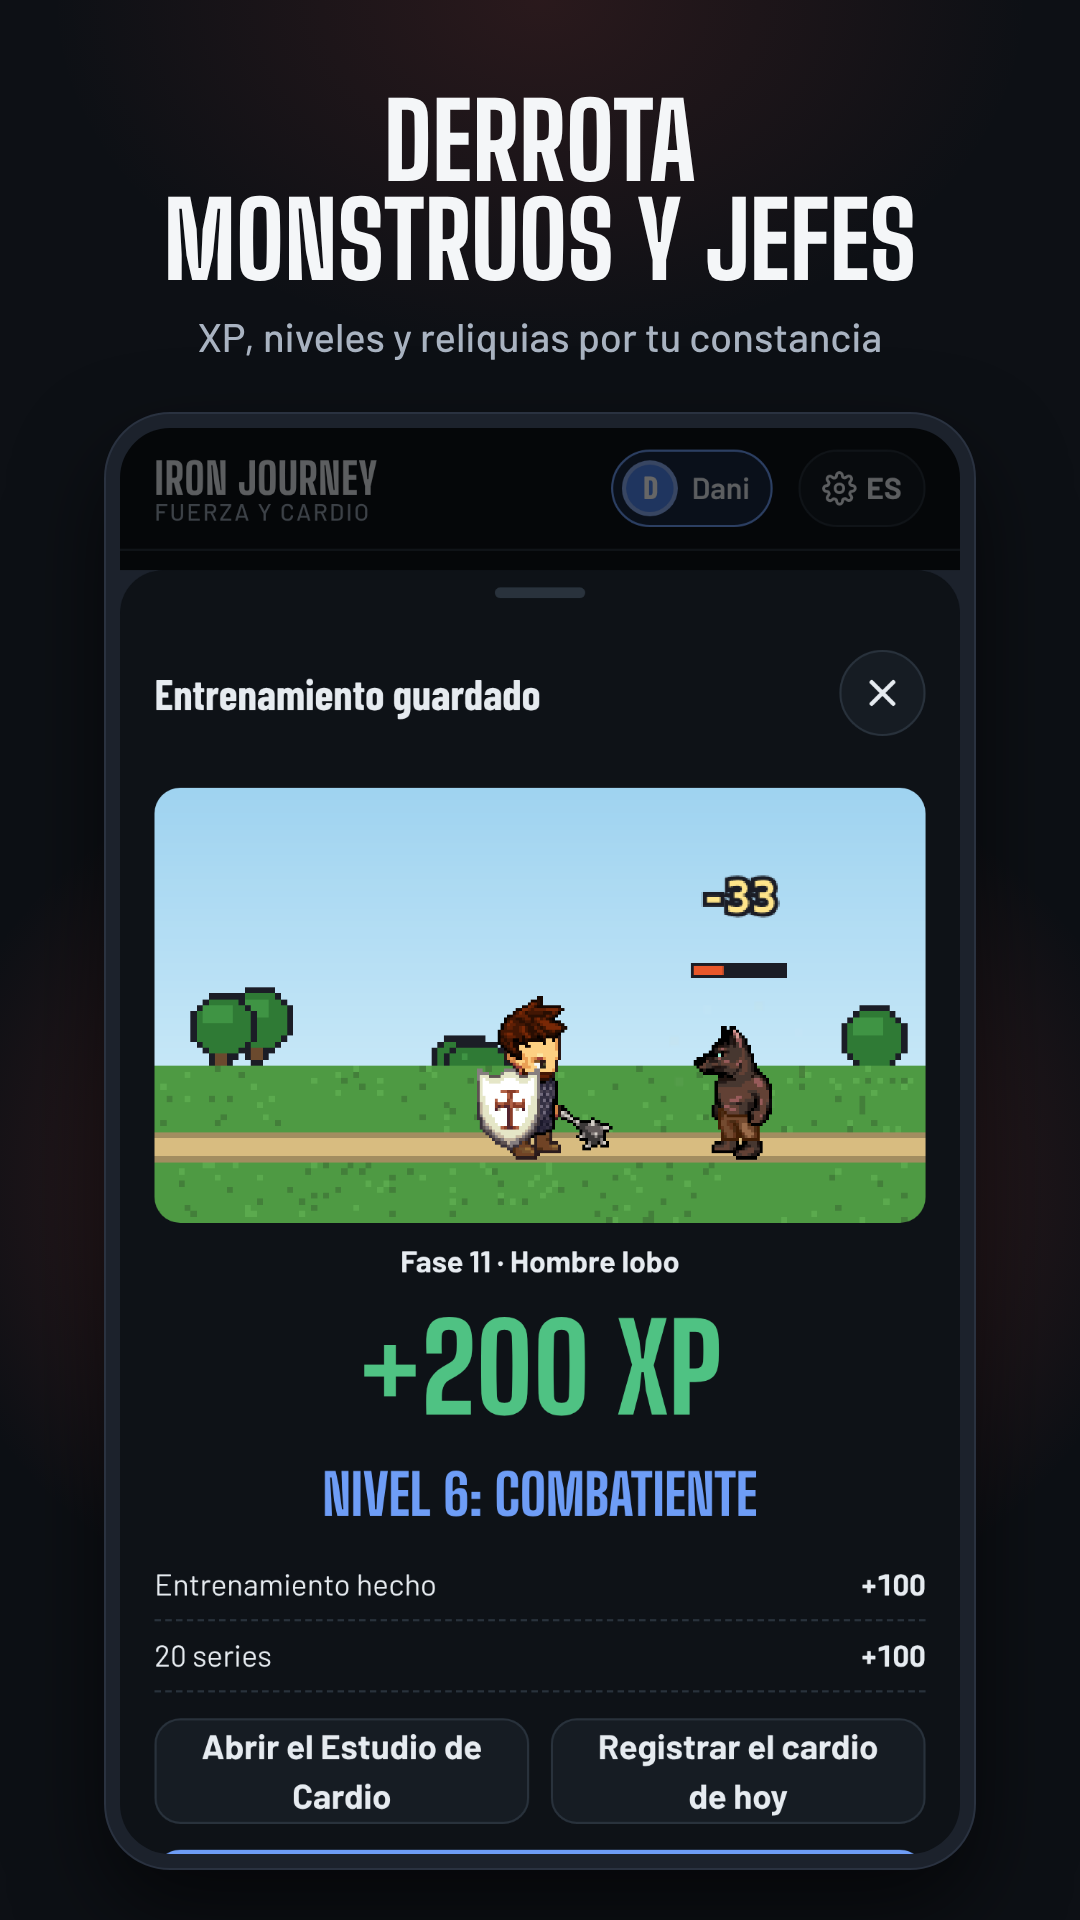 DERROTA
MONSTRUOS Y JEFES
XP, niveles y reliquias por tu constancia
IRON JOURNEY
FUERZA Y CARDIO
D Dani
ES
Entrenamiento guardado
-33
Fase 11 · Hombre lobo
+200 XP
NIVEL 6: COMBATIENTE
Entrenamiento hecho +100
20 series +100
Abrir el Estudio de
Cardio
Registrar el cardio
de hoy